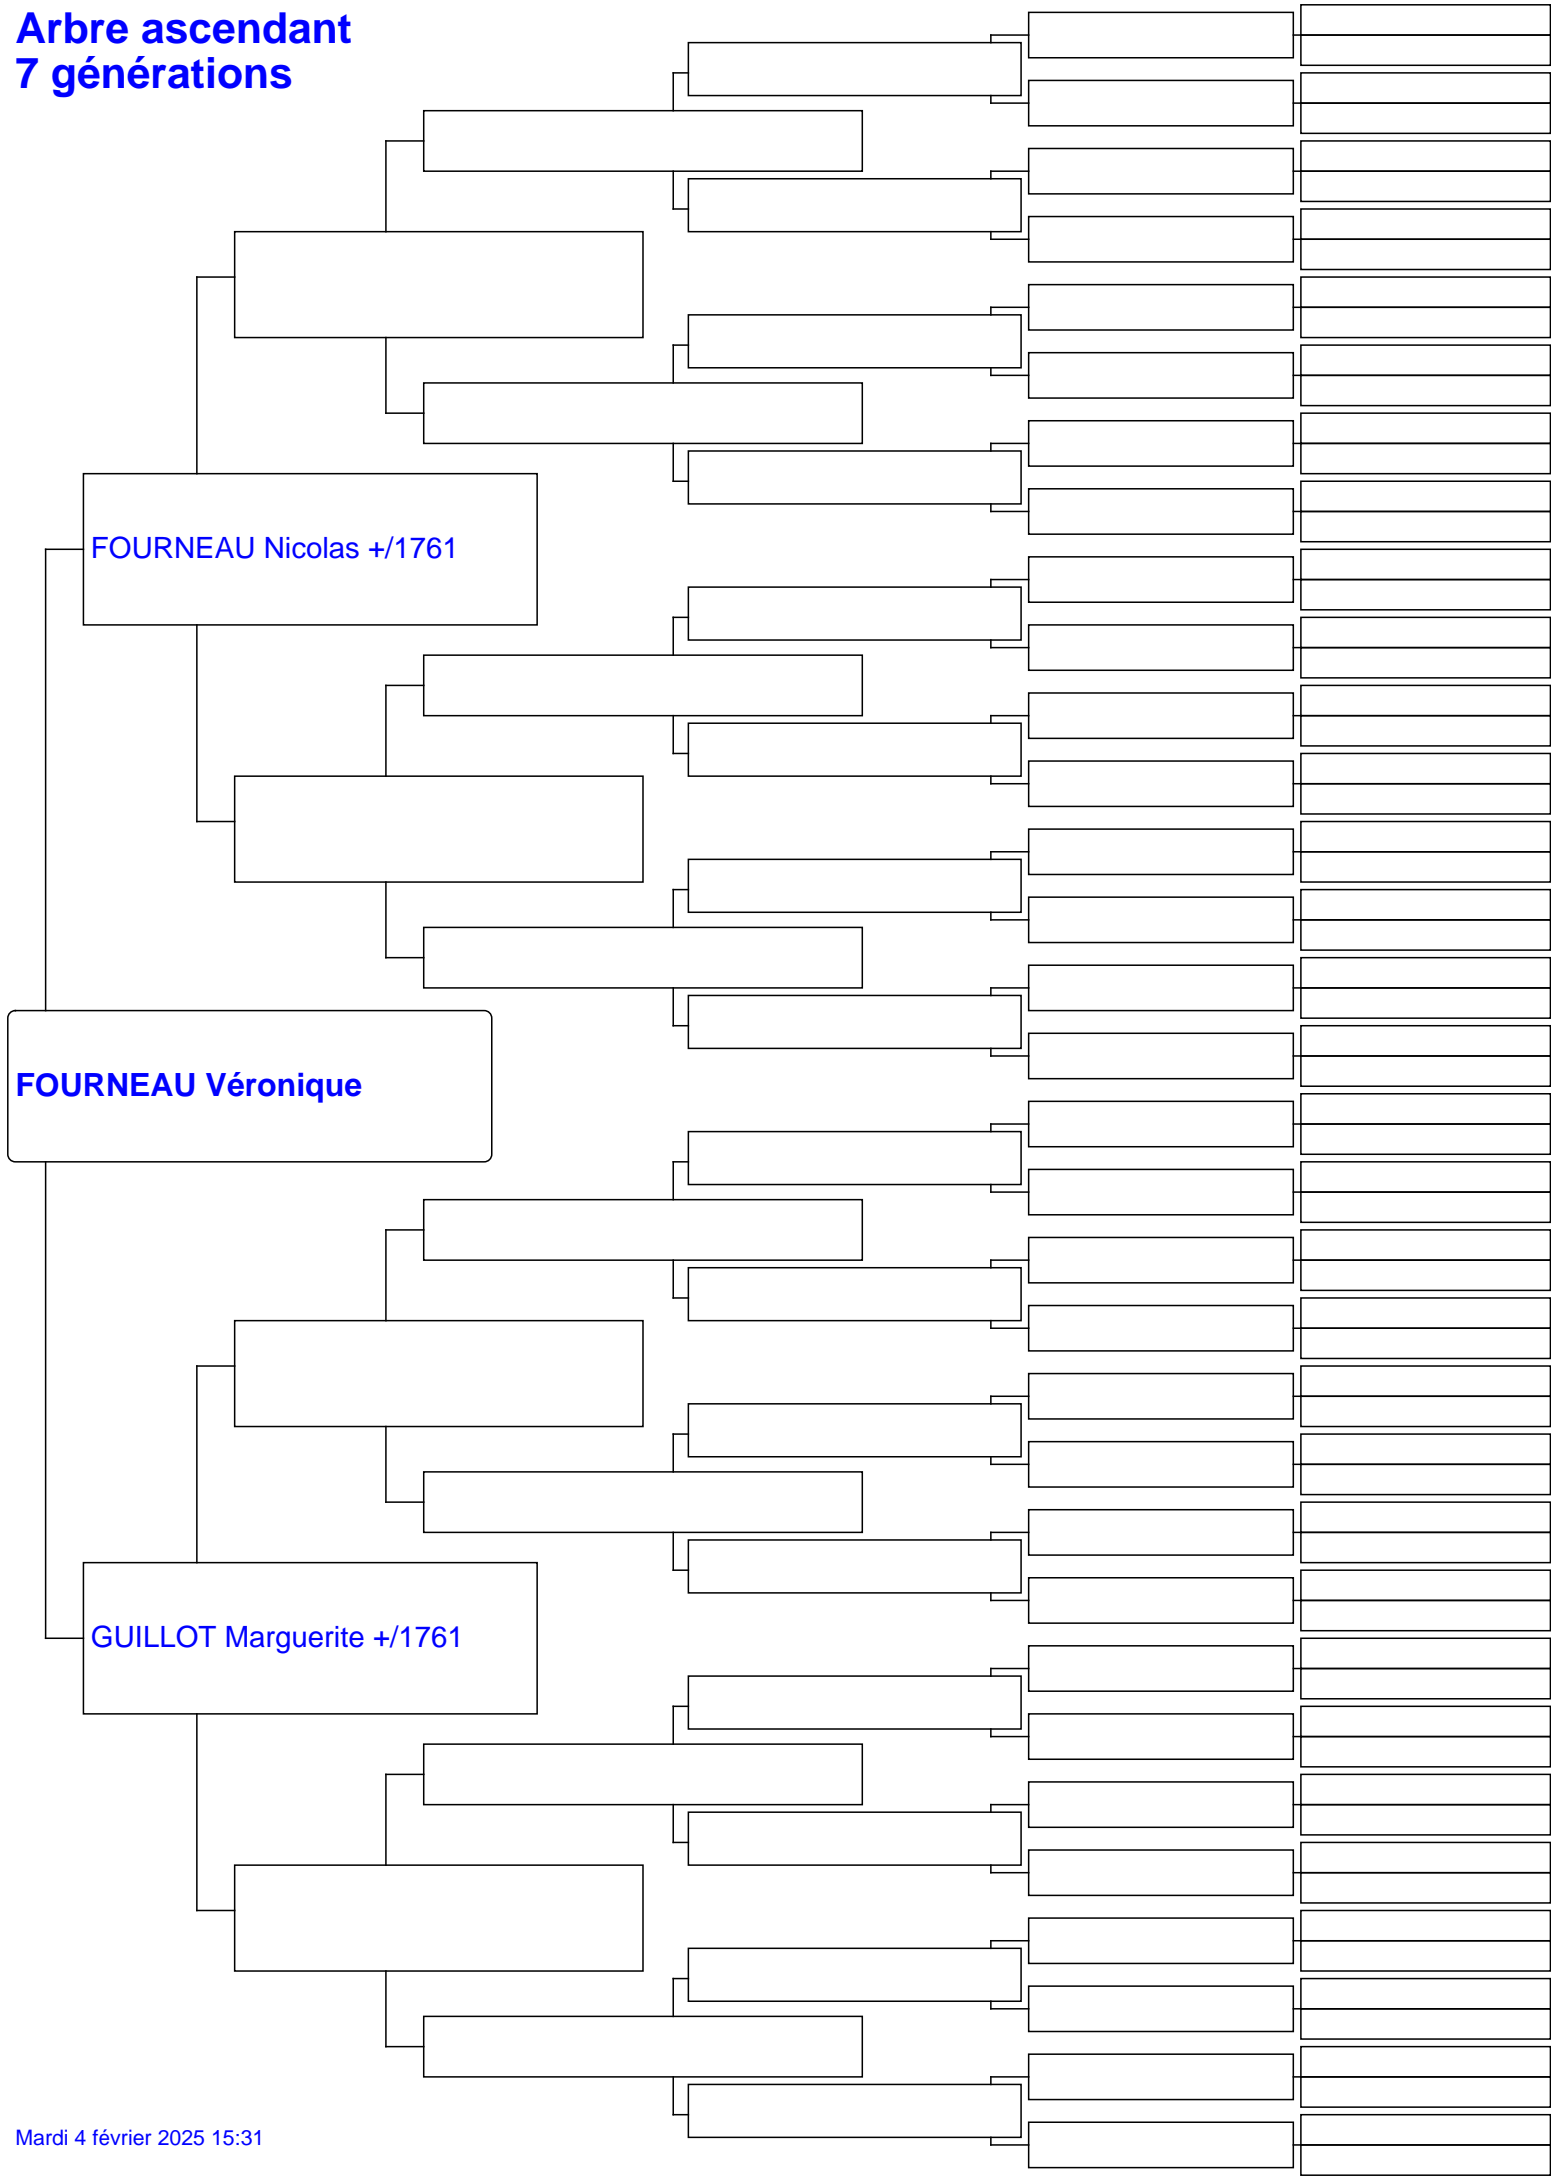 Arbre ascendant
7 générations
FOURNEAU Nicolas +/1761
FOURNEAU Véronique
GUILLOT Marguerite +/1761
Mardi 4 février 2025 15:31